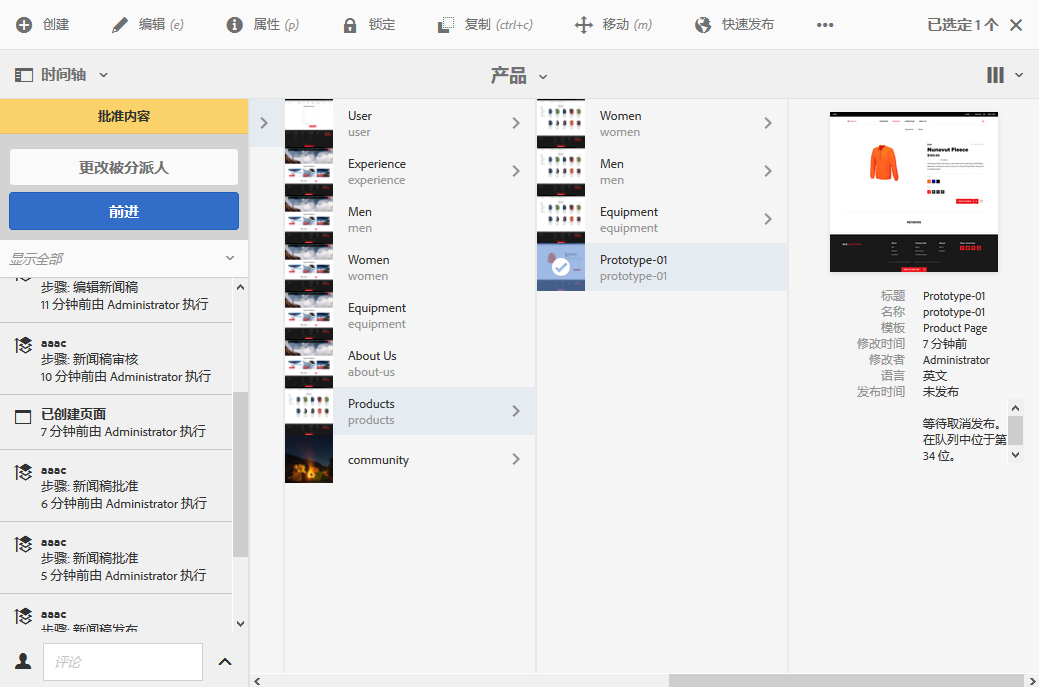 创建
编辑 (e)
属性 (p)
锁定
复制 (ctrl+c)
移动 (m)
快速发布
已选定 1 个
时间轴
产品
批准内容
更改被分派人
前进
显示全部
步骤: 编辑新闻稿
11 分钟前由 Administrator 执行
aaac
步骤: 新闻稿审核
10 分钟前由 Administrator 执行
已创建页面
7 分钟前由 Administrator 执行
aaac
步骤: 新闻稿批准
6 分钟前由 Administrator 执行
aaac
步骤: 新闻稿批准
5 分钟前由 Administrator 执行
aaac
步骤: 新闻稿发布
评论
User
user
Experience
experience
Men
men
Women
women
Equipment
equipment
About Us
about-us
Products
products
community
Women
women
Men
men
Equipment
equipment
Prototype-01
prototype-01
Nunavut Fleece
REVIEWS
标题 Prototype-01
名称 prototype-01
模板 Product Page
修改时间 7 分钟前
修改者 Administrator
语言 英文
发布时间 未发布
等待取消发布。
在队列中位于第
34 位。